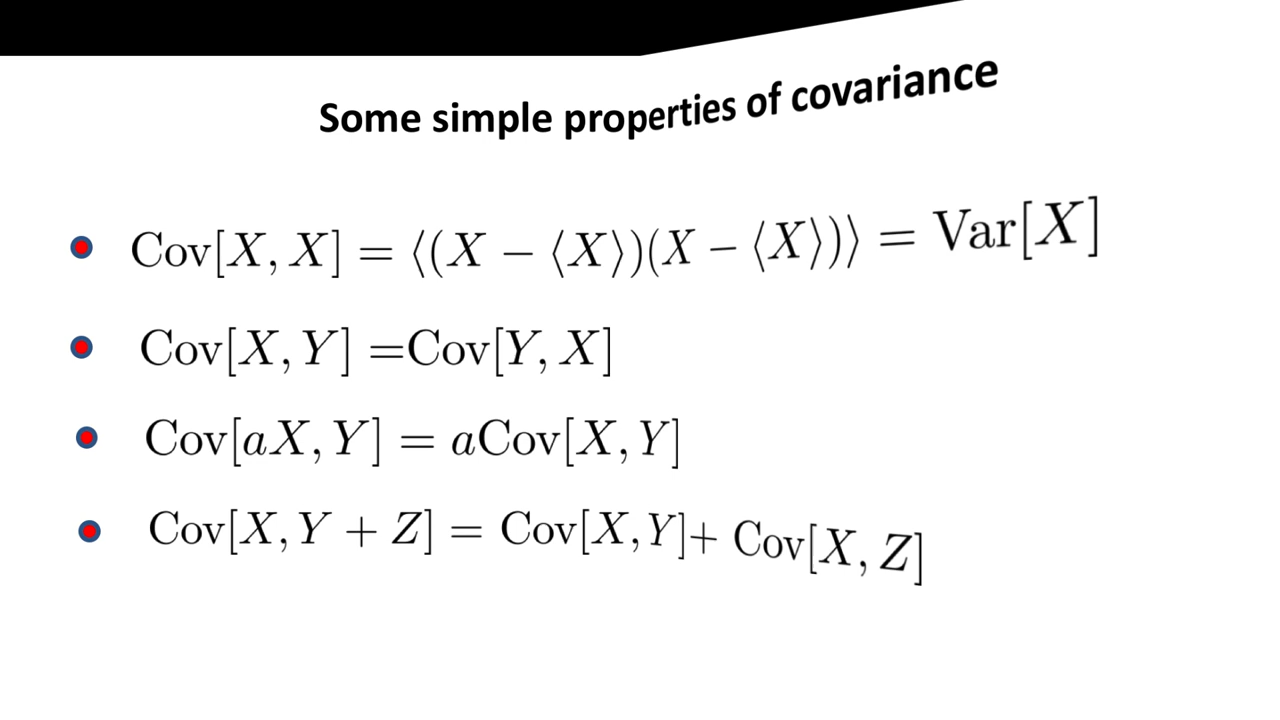 Some simple properties of covariance
Cov[X, X] = ⟨(X − ⟨X⟩)(X − ⟨X⟩)⟩ = Var[X]
Cov[X, Y] =Cov[Y, X]
Cov[aX, Y] = aCov[X, Y]
Cov[X, Y + Z] = Cov[X, Y]+ Cov[X, Z]